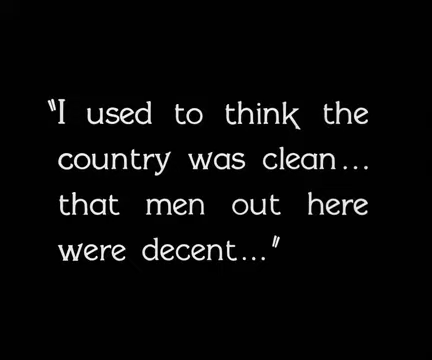 "I used to think the
country was clean...
that men out here
were decent..."